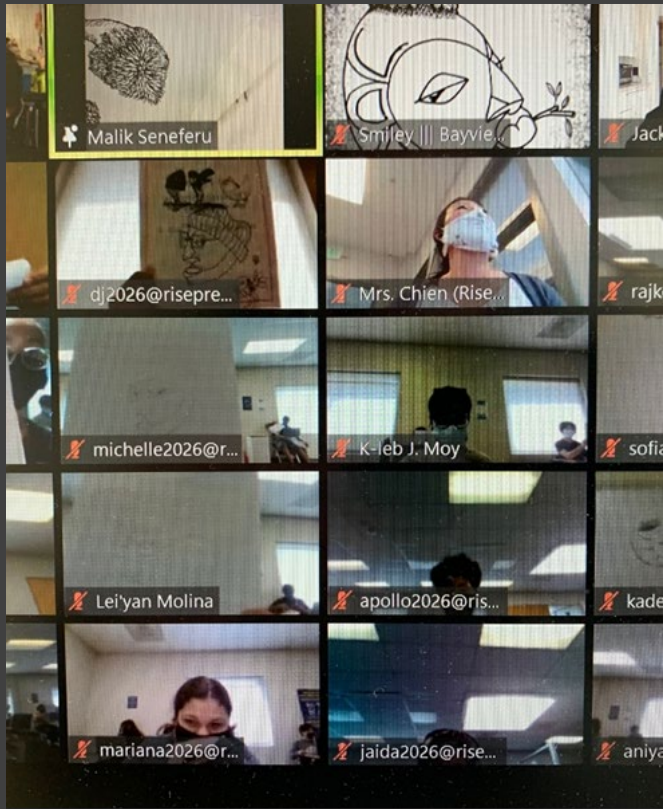 Malik Seneferu
Smiley ||| Bayvie...
Jack
dj2026@risepre...
Mrs. Chien (Rise...
rajk
michelle2026@r...
K-leb J. Moy
sofia
Lei'yan Molina
apollo2026@ris...
kade
mariana2026@r...
jaida2026@rise...
aniya